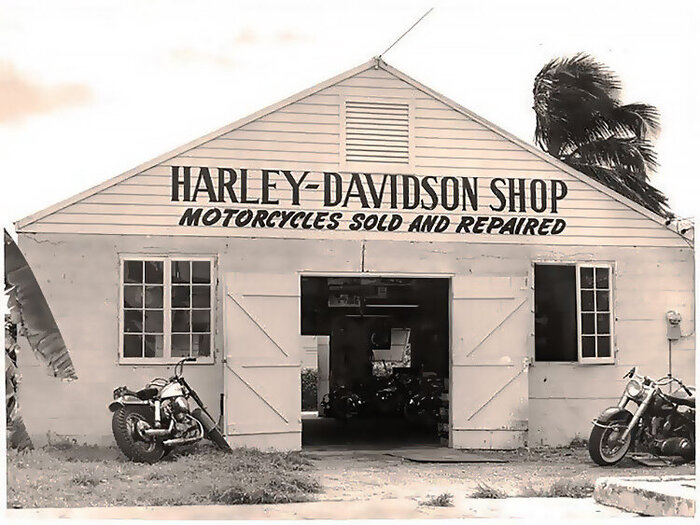 HARLEY-DAVIDSON SHOP
MOTORCYCLES SOLD AND REPAIRED